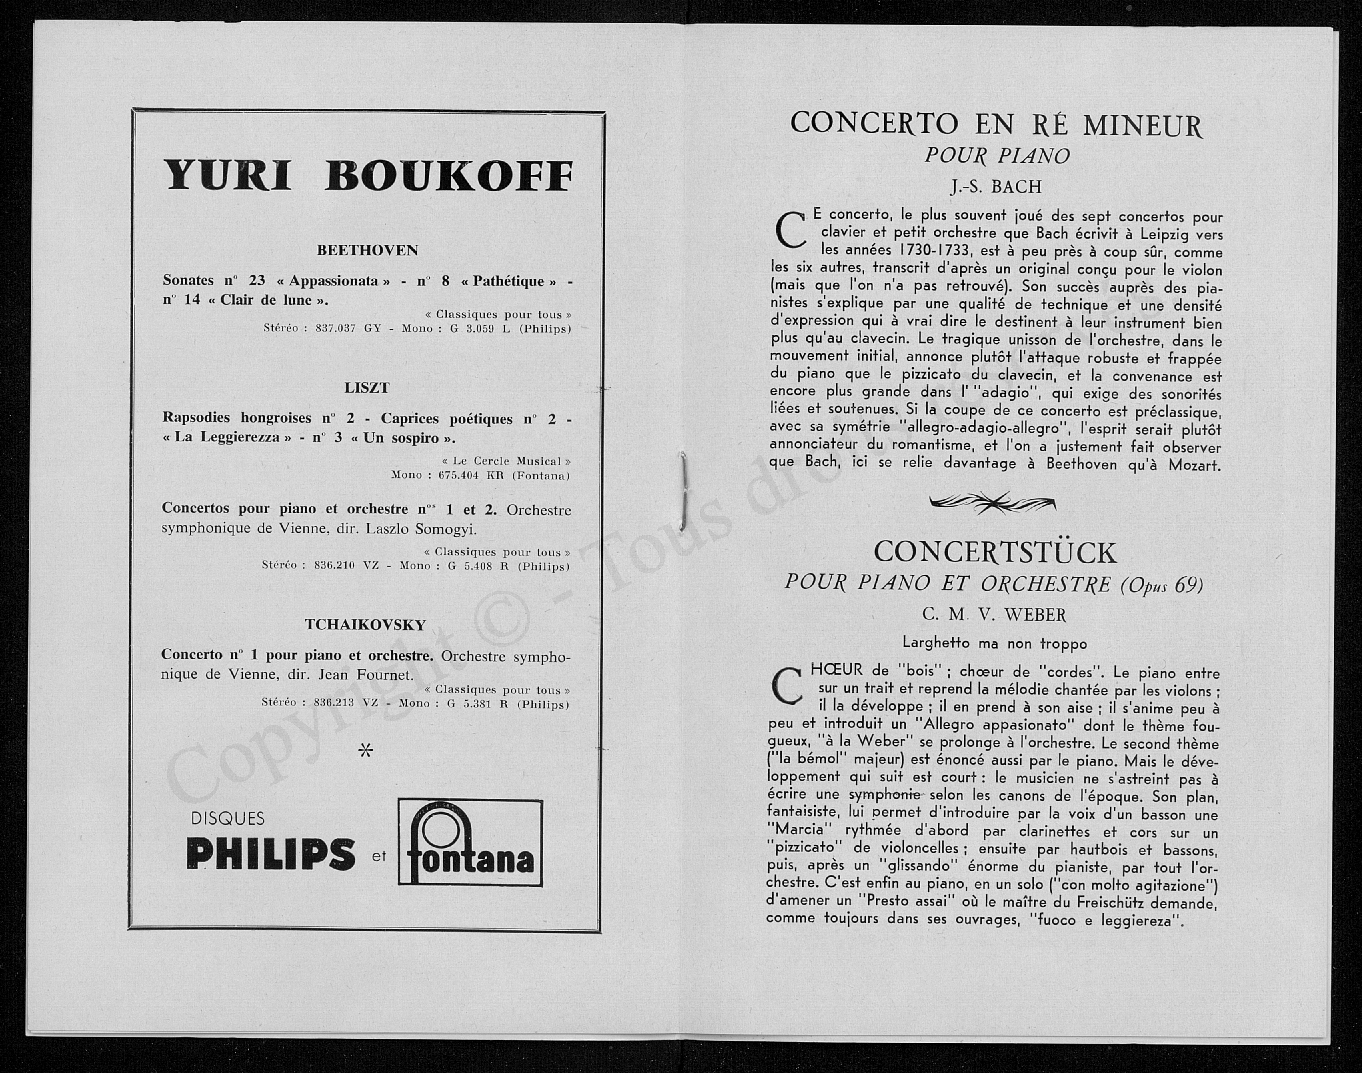 YURI BOUKOFF
BEETHOVEN
Sonates n° 23 « Appassionata » - n° 8 « Pathétique » -
n° 14 « Clair de lune ».
« Classiques pour tous »
Stéréo : 837.037 GY - Mono : G 3.059 L (Philips)
LISZT
Rapsodies hongroises n° 2 - Caprices poétiques n° 2 -
« La Leggierezza » - n° 3 « Un sospiro ».
« Le Cercle Musical »
Mono : 675.404 KR (Fontana)
Concertos pour piano et orchestre n°ˢ 1 et 2. Orchestre
symphonique de Vienne, dir. Laszlo Somogyi.
« Classiques pour tous »
Stéréo : 836.210 VZ - Mono : G 5.408 R (Philips)
TCHAIKOVSKY
Concerto n° 1 pour piano et orchestre. Orchestre sympho-
nique de Vienne, dir. Jean Fournet.
« Classiques pour tous »
Stéréo : 836.213 VZ - Mono : G 5.381 R (Philips)
DISQUES
PHILIPS et fontana
CONCERTO EN RÉ MINEUR
POUR PIANO
J.-S. BACH
CE concerto, le plus souvent joué des sept concertos pour
clavier et petit orchestre que Bach écrivit à Leipzig vers
les années 1730-1733, est à peu près à coup sûr, comme
les six autres, transcrit d'après un original conçu pour le violon
(mais que l'on n'a pas retrouvé). Son succès auprès des pia-
nistes s'explique par une qualité de technique et une densité
d'expression qui à vrai dire le destinent à leur instrument bien
plus qu'au clavecin. Le tragique unisson de l'orchestre, dans le
mouvement initial, annonce plutôt l'attaque robuste et frappée
du piano que le pizzicato du clavecin, et la convenance est
encore plus grande dans l' "adagio", qui exige des sonorités
liées et soutenues. Si la coupe de ce concerto est préclassique,
avec sa symétrie "allegro-adagio-allegro", l'esprit serait plutôt
annonciateur du romantisme, et l'on a justement fait observer
que Bach, ici se relie davantage à Beethoven qu'à Mozart.
CONCERTSTÜCK
POUR PIANO ET ORCHESTRE (Opus 69)
C. M. V. WEBER
Larghetto ma non troppo
CHŒUR de "bois" ; chœur de "cordes". Le piano entre
sur un trait et reprend la mélodie chantée par les violons ;
il la développe ; il en prend à son aise ; il s'anime peu à
peu et introduit un "Allegro appasionato" dont le thème fou-
gueux, "à la Weber" se prolonge à l'orchestre. Le second thème
("la bémol" majeur) est énoncé aussi par le piano. Mais le déve-
loppement qui suit est court : le musicien ne s'astreint pas à
écrire une symphonie selon les canons de l'époque. Son plan,
fantaisiste, lui permet d'introduire par la voix d'un basson une
"Marcia" rythmée d'abord par clarinettes et cors sur un
"pizzicato" de violoncelles ; ensuite par hautbois et bassons,
puis, après un "glissando" énorme du pianiste, par tout l'or-
chestre. C'est enfin au piano, en un solo ("con molto agitazione")
d'amener un "Presto assai" où le maître du Freischütz demande,
comme toujours dans ses ouvrages, "fuoco e leggiereza".